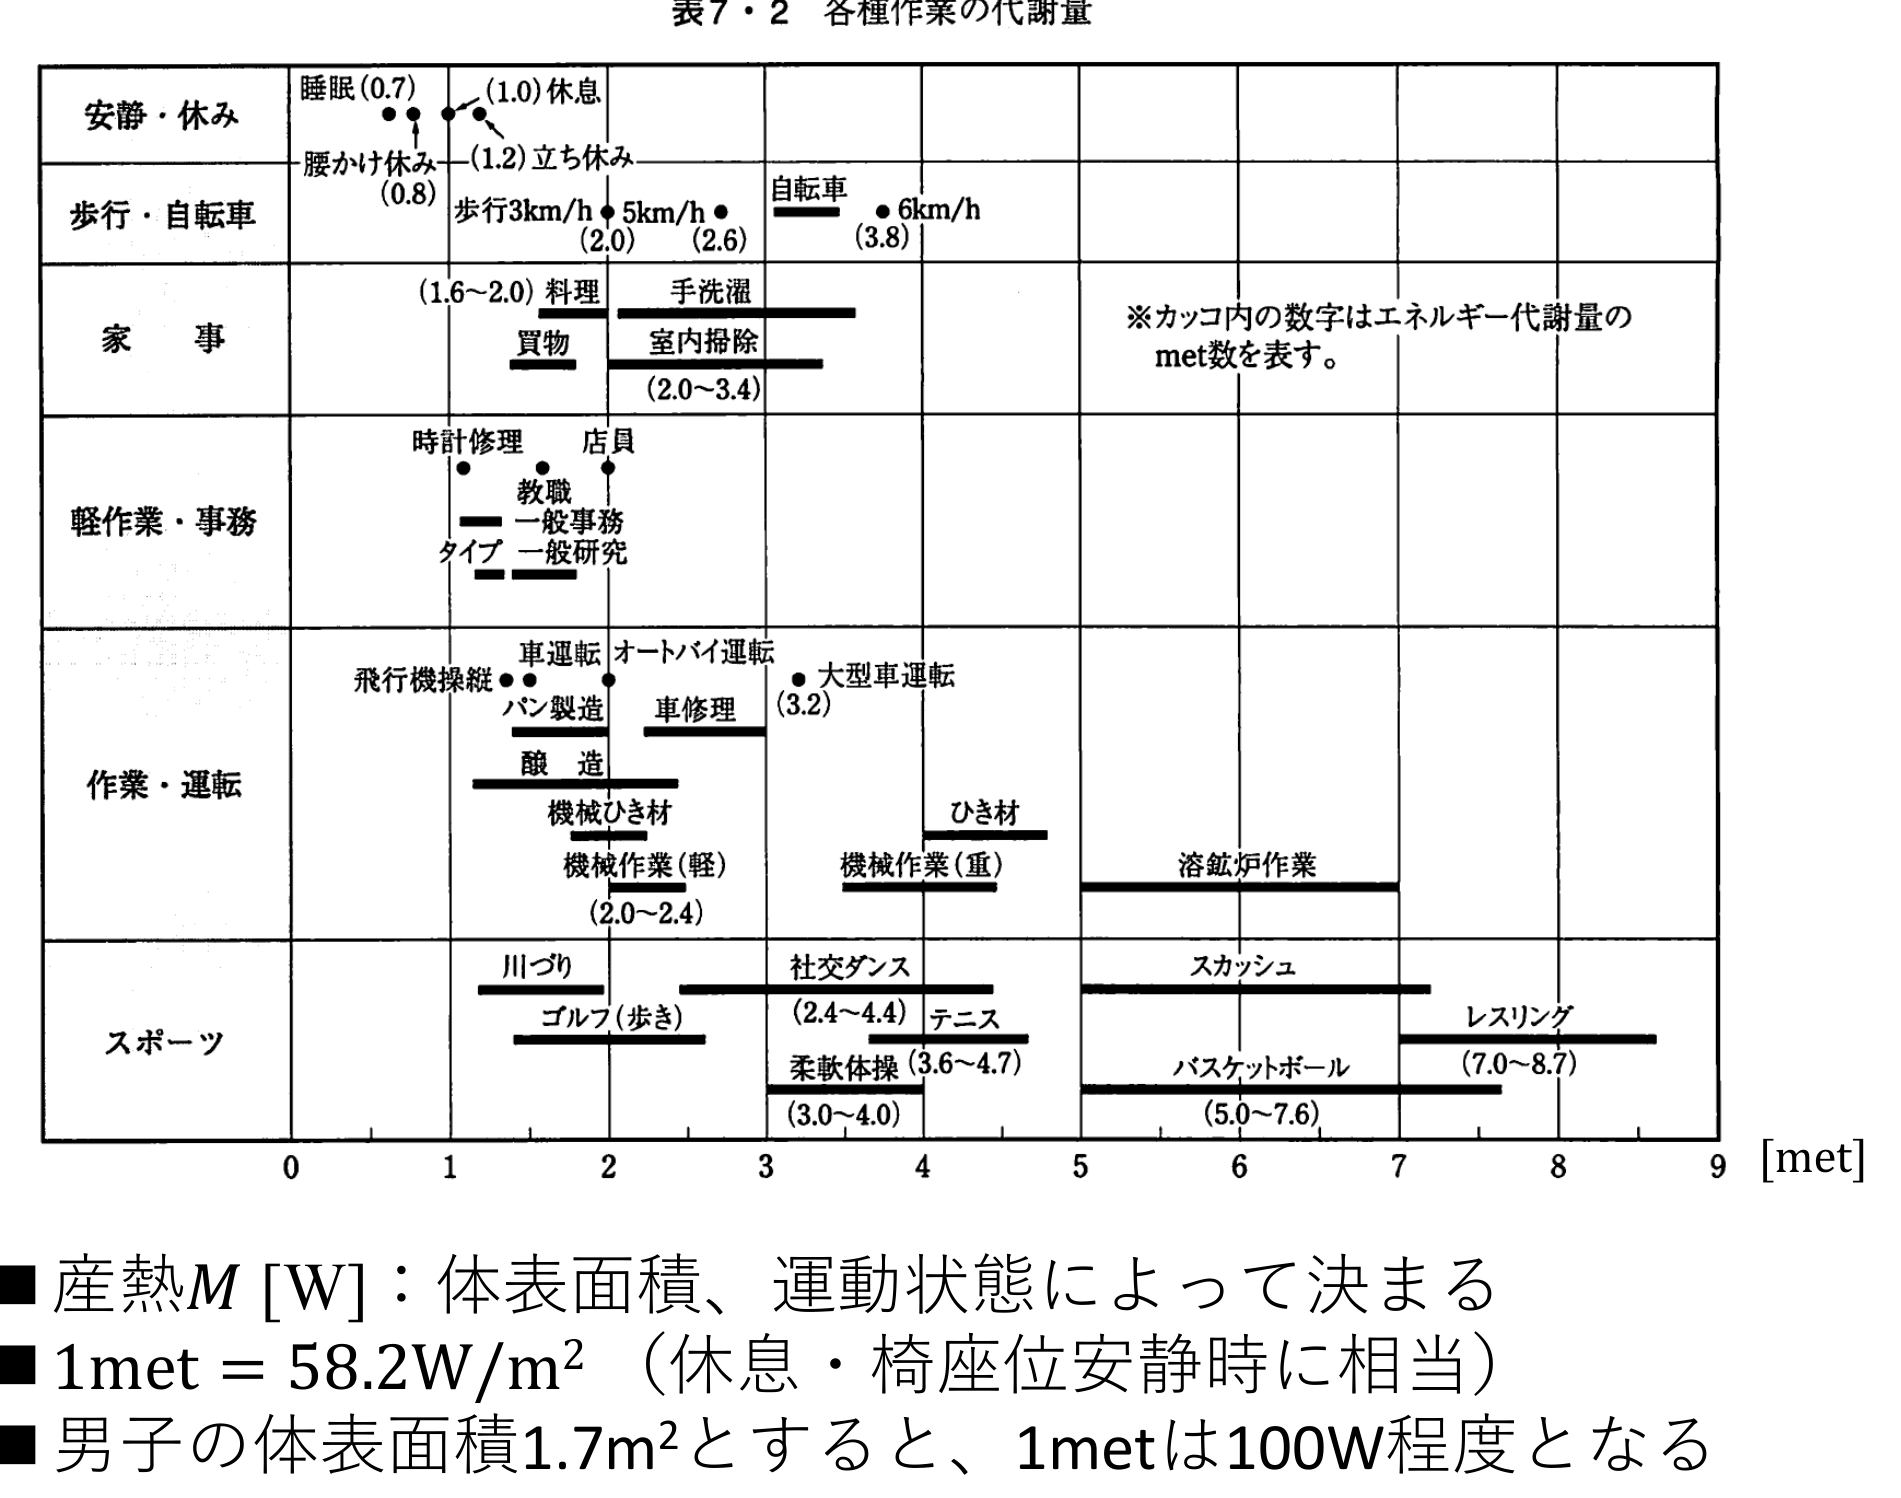 表7・2 各種作業の代謝量
安静・休み
睡眠(0.7)
(1.0)休息
腰かけ休み
(0.8)
(1.2)立ち休み
歩行・自転車
歩行3km/h
(2.0)
5km/h
(2.6)
自転車
6km/h
(3.8)
家 事
(1.6〜2.0)料理
手洗濯
買物
室内掃除
(2.0〜3.4)
※カッコ内の数字はエネルギー代謝量の
met数を表す。
軽作業・事務
時計修理
店員
教職
一般事務
タイプ
一般研究
作業・運転
飛行機操縦
車運転
オートバイ運転
大型車運転
(3.2)
パン製造
車修理
醸 造
機械ひき材
ひき材
機械作業(軽)
(2.0〜2.4)
機械作業(重)
溶鉱炉作業
スポーツ
川づり
社交ダンス
(2.4〜4.4)
スカッシュ
ゴルフ(歩き)
テニス
(3.6〜4.7)
レスリング
(7.0〜8.7)
柔軟体操
(3.0〜4.0)
バスケットボール
(5.0〜7.6)
0 1 2 3 4 5 6 7 8 9 [met]
■産熱M [W]：体表面積、運動状態によって決まる
■1met = 58.2W/m² （休息・椅座位安静時に相当）
■男子の体表面積1.7m²とすると、1metは100W程度となる